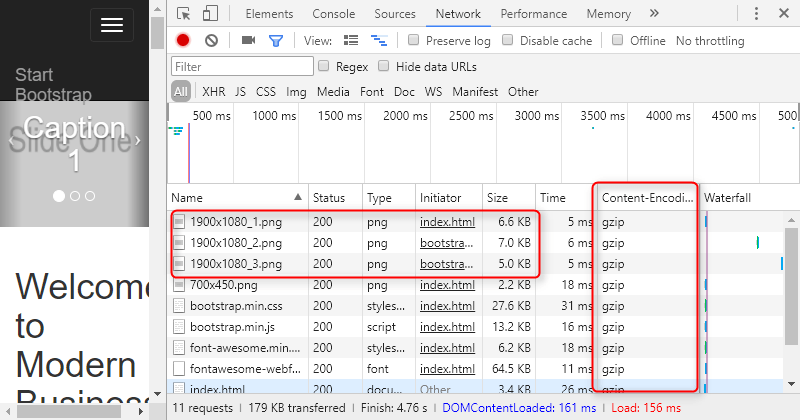 Start
Bootstrap
Slide One
Caption
1
Welcome
to
Modern
Business
Elements Console Sources Network Performance Memory
View: Preserve log Disable cache Offline No throttling
Filter Regex Hide data URLs
All XHR JS CSS Img Media Font Doc WS Manifest Other
500 ms 1000 ms 1500 ms 2000 ms 2500 ms 3000 ms 3500 ms 4000 ms 4500 ms 500
Name Status Type Initiator Size Time Content-Encodi... Waterfall
1900x1080_1.png 200 png index.html 6.6 KB 5 ms gzip
1900x1080_2.png 200 png bootstra... 7.0 KB 6 ms gzip
1900x1080_3.png 200 png bootstra... 5.0 KB 5 ms gzip
700x450.png 200 png index.html 2.2 KB 18 ms gzip
bootstrap.min.css 200 styles... index.html 27.6 KB 31 ms gzip
bootstrap.min.js 200 script index.html 13.2 KB 16 ms gzip
font-awesome.min.... 200 styles... index.html 6.2 KB 18 ms gzip
fontawesome-webf... 200 font index.html 64.5 KB 11 ms gzip
index.html 200 docu... Other 3.4 KB 26 ms gzip
11 requests | 179 KB transferred | Finish: 4.76 s | DOMContentLoaded: 161 ms | Load: 156 ms